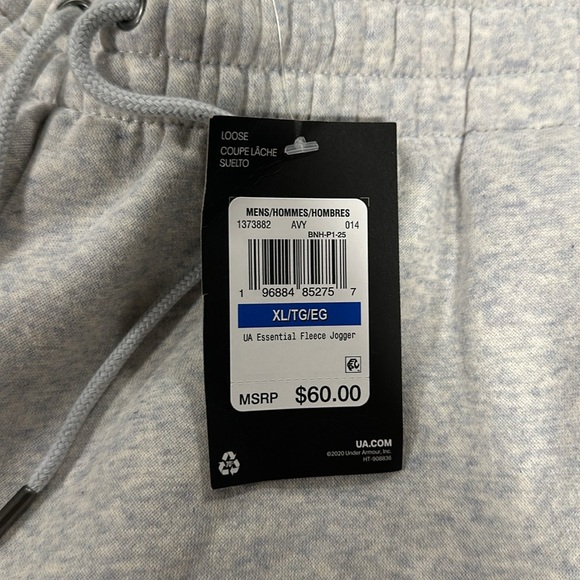 LOOSE
COUPE LÂCHE
SUELTO
MENS/HOMMES/HOMBRES
1373882 AVY 014
BNH-P1-25
1 96884 85275 7
XL/TG/EG
UA Essential Fleece Jogger
MSRP $60.00
UA.COM
©2020 Under Armour, Inc.
HT-908836